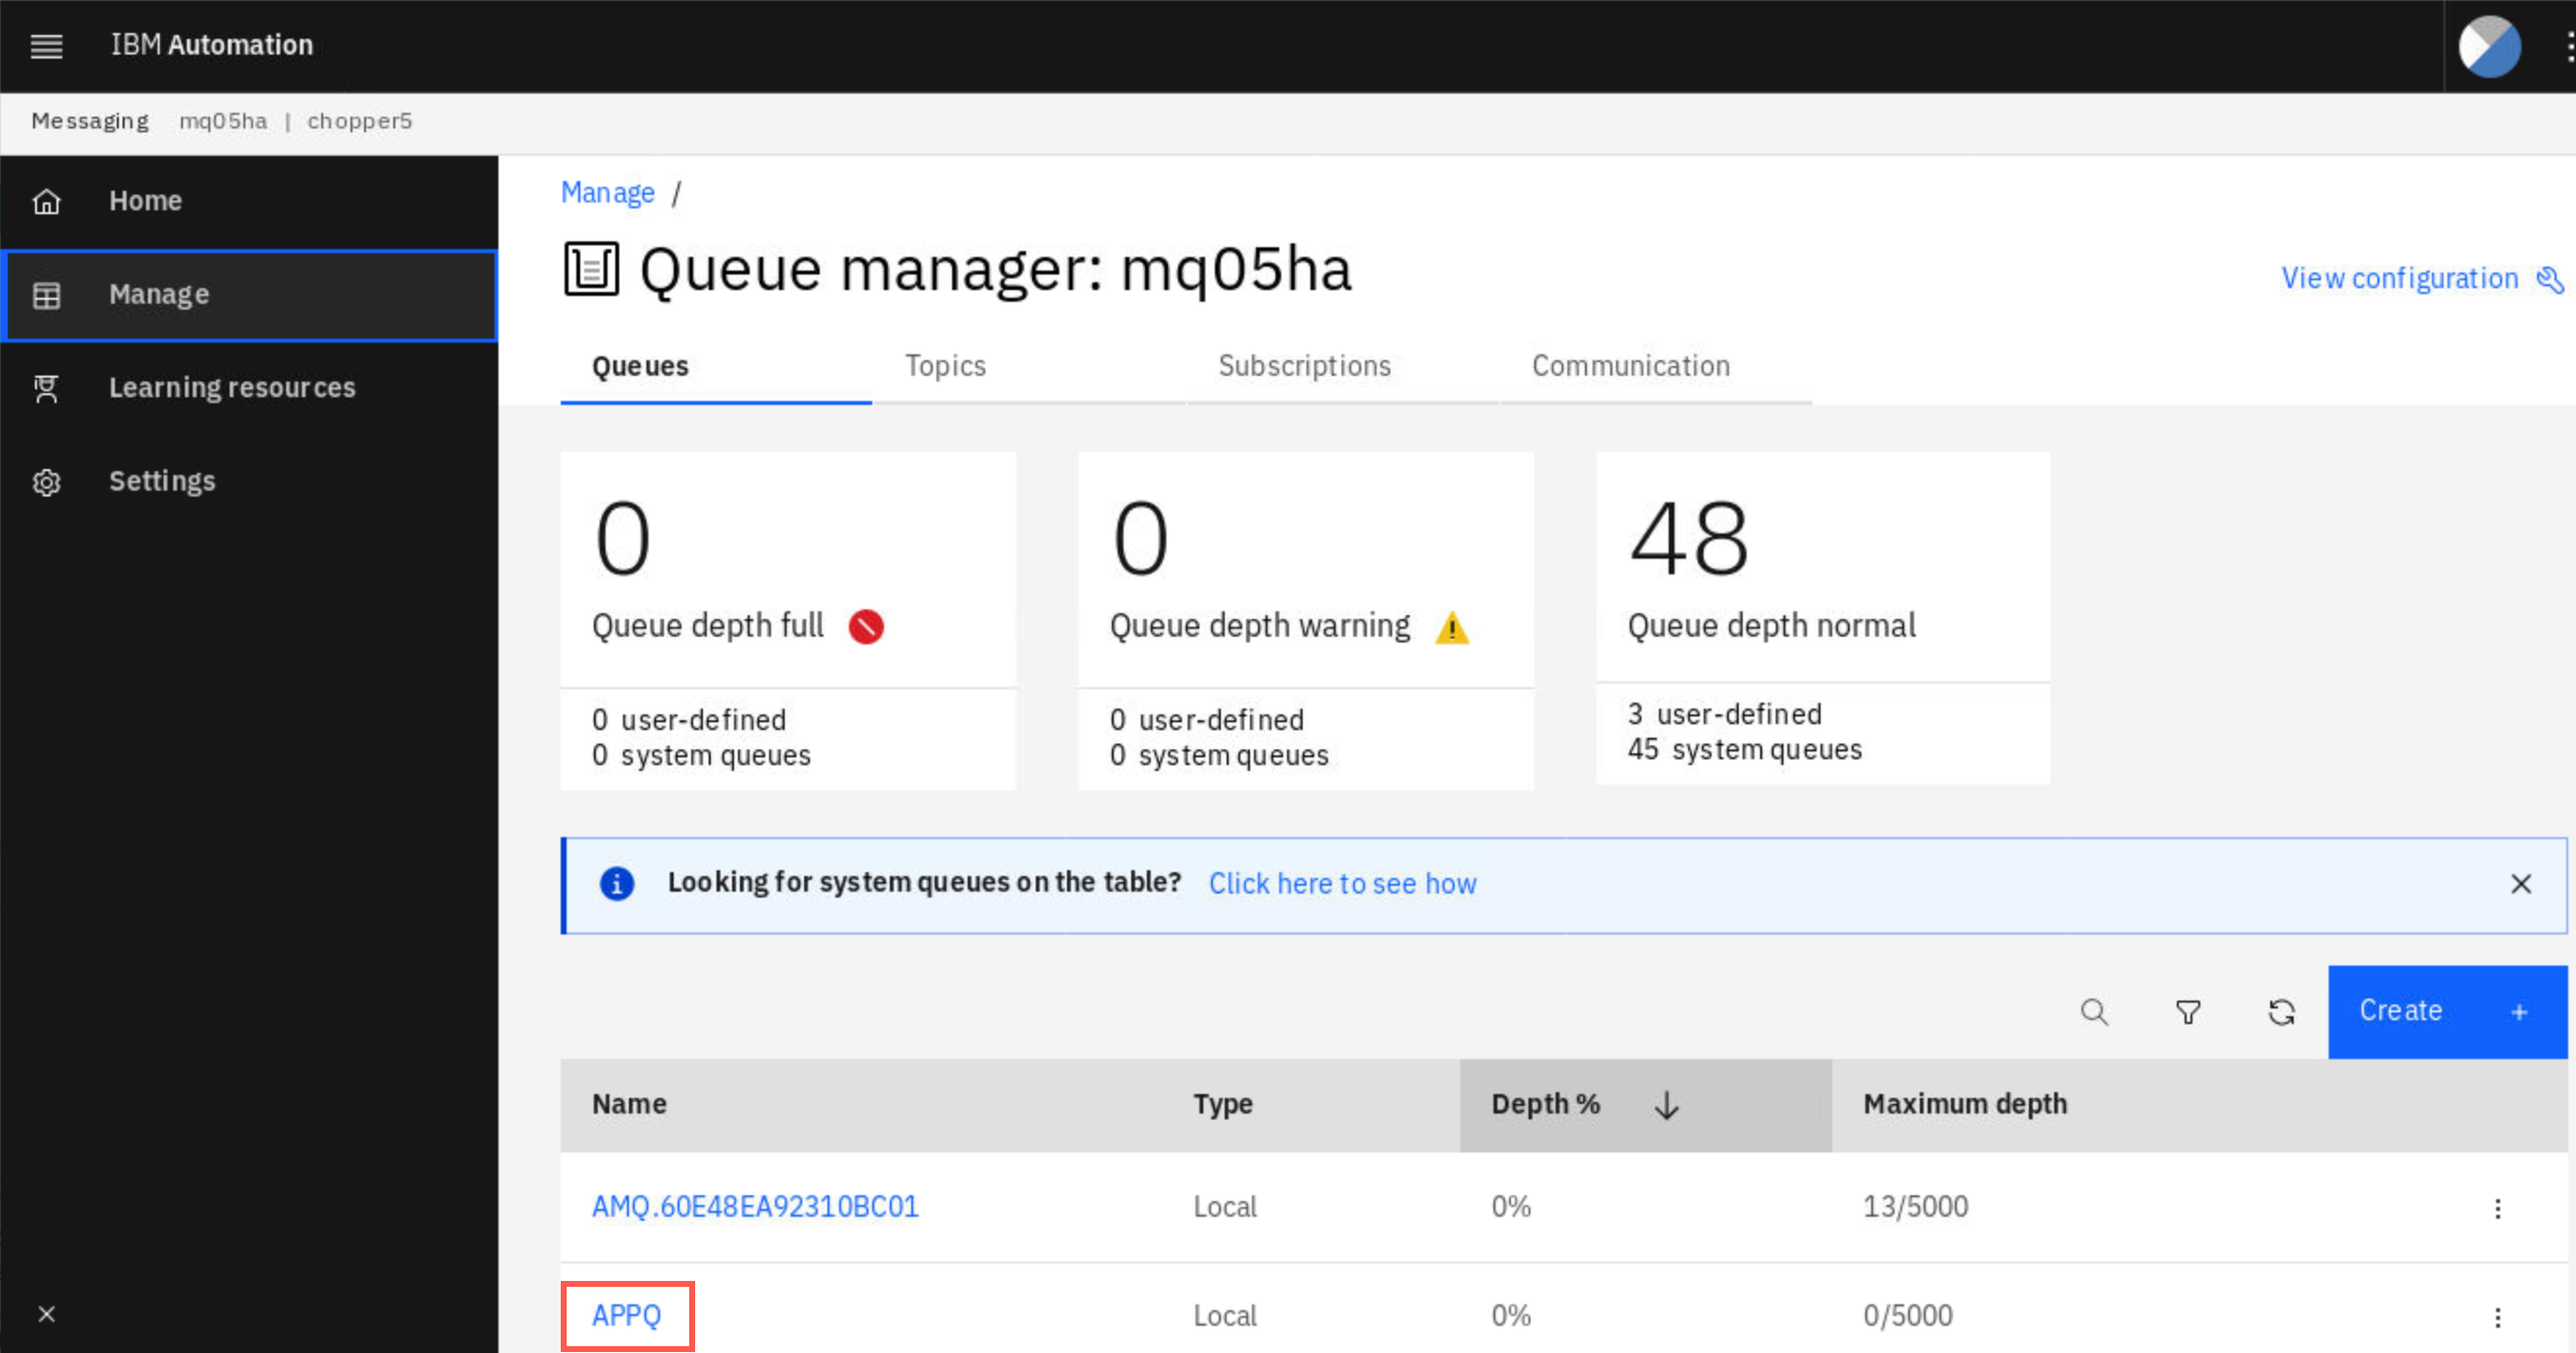 IBM Automation
Messaging mq05ha | chopper5
Home
Manage
Learning resources
Settings
Manage /
Queue manager: mq05ha
View configuration
Queues Topics Subscriptions Communication
0
Queue depth full
0 user-defined
0 system queues
0
Queue depth warning
0 user-defined
0 system queues
48
Queue depth normal
3 user-defined
45 system queues
Looking for system queues on the table? Click here to see how
Create +
Name Type Depth % Maximum depth
AMQ.60E48EA92310BC01 Local 0% 13/5000
APPQ Local 0% 0/5000